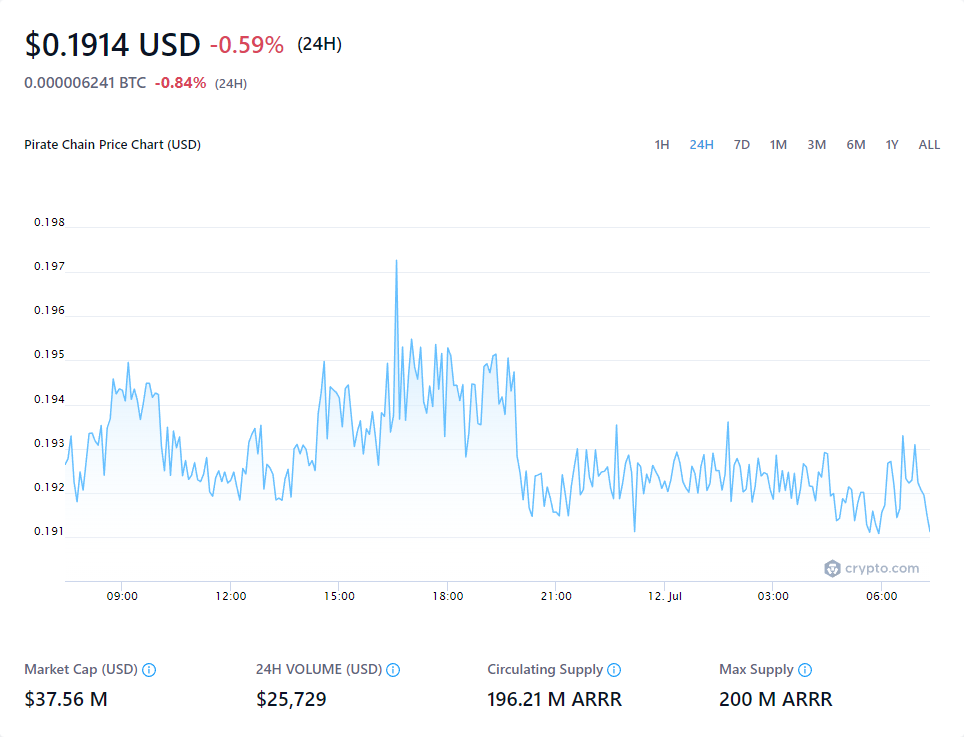 $0.1914 USD -0.59% (24H)
0.000006241 BTC -0.84% (24H)
Pirate Chain Price Chart (USD) 1H 24H 7D 1M 3M 6M 1Y ALL
0.198
0.197
0.196
0.195
0.194
0.193
0.192
0.191
crypto.com
09:00 12:00 15:00 18:00 21:00 12. Jul 03:00 06:00
Market Cap (USD) 24H VOLUME (USD) Circulating Supply Max Supply
$37.56 M $25,729 196.21 M ARRR 200 M ARRR